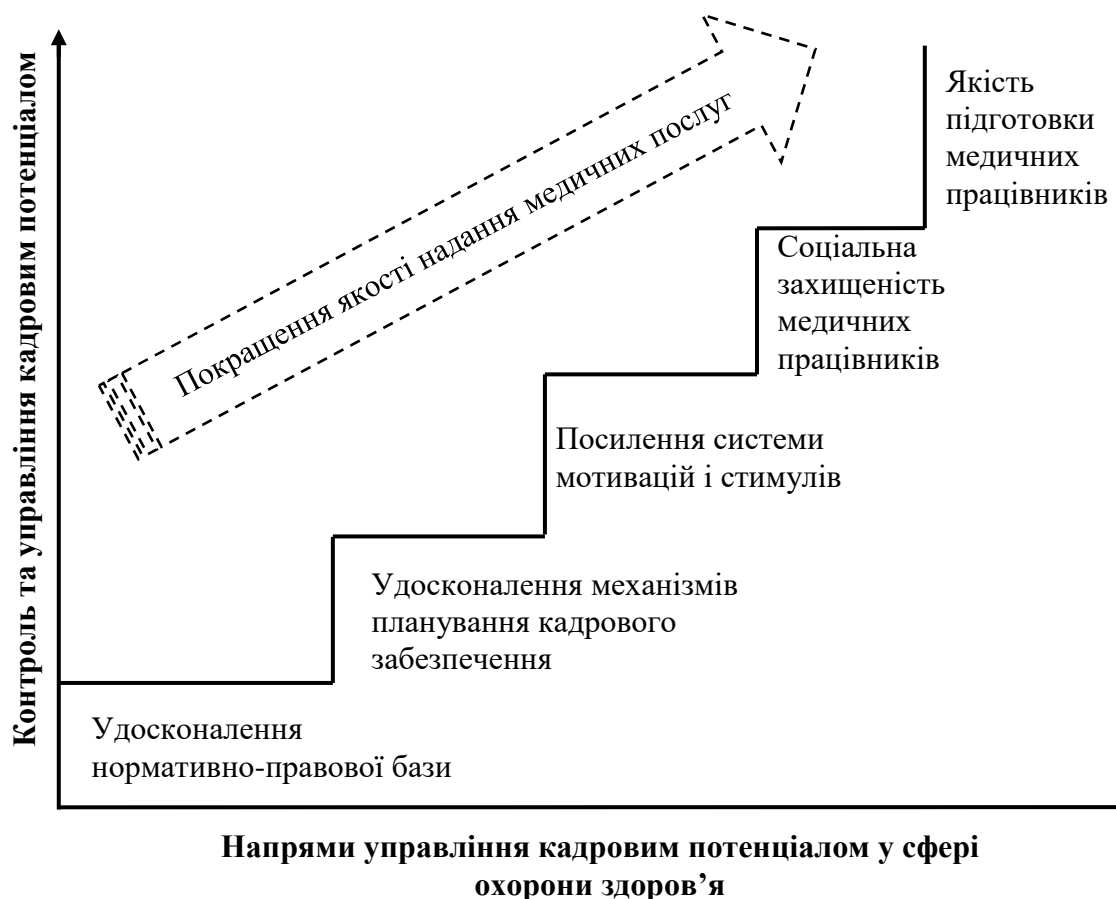 Контроль та управління кадровим потенціалом
Покращення якості надання медичних послуг
Якість
підготовки
медичних
працівників
Соціальна
захищеність
медичних
працівників
Посилення системи
мотивацій і стимулів
Удосконалення механізмів
планування кадрового
забезпечення
Удосконалення
нормативно-правової бази
Напрями управління кадровим потенціалом у сфері
охорони здоров’я